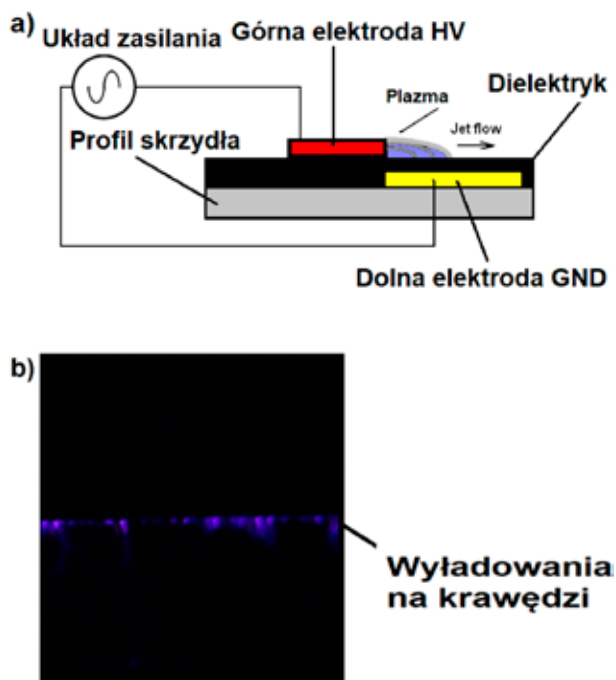 a)
Układ zasilania
Górna elektroda HV
Dielektryk
Plazma
Jet flow
Profil skrzydła
Dolna elektroda GND
b)
Wyładowania
na krawędzi